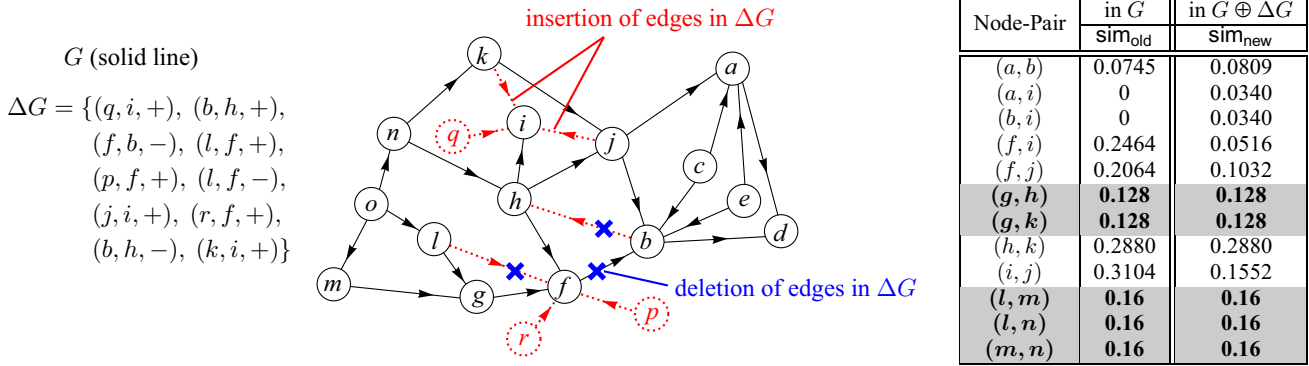 G (solid line)
ΔG = {(q, i, +), (b, h, +),
(f, b, −), (l, f, +),
(p, f, +), (l, f, −),
(j, i, +), (r, f, +),
(b, h, −), (k, i, +)}
insertion of edges in ΔG
k
a
q
i
n
j
c
h
e
o
l
b
d
m
g
f
deletion of edges in ΔG
p
r
Node-Pair in G in G ⊕ ΔG
sim_old sim_new
(a, b) 0.0745 0.0809
(a, i) 0 0.0340
(b, i) 0 0.0340
(f, i) 0.2464 0.0516
(f, j) 0.2064 0.1032
(g, h) 0.128 0.128
(g, k) 0.128 0.128
(h, k) 0.2880 0.2880
(i, j) 0.3104 0.1552
(l, m) 0.16 0.16
(l, n) 0.16 0.16
(m, n) 0.16 0.16